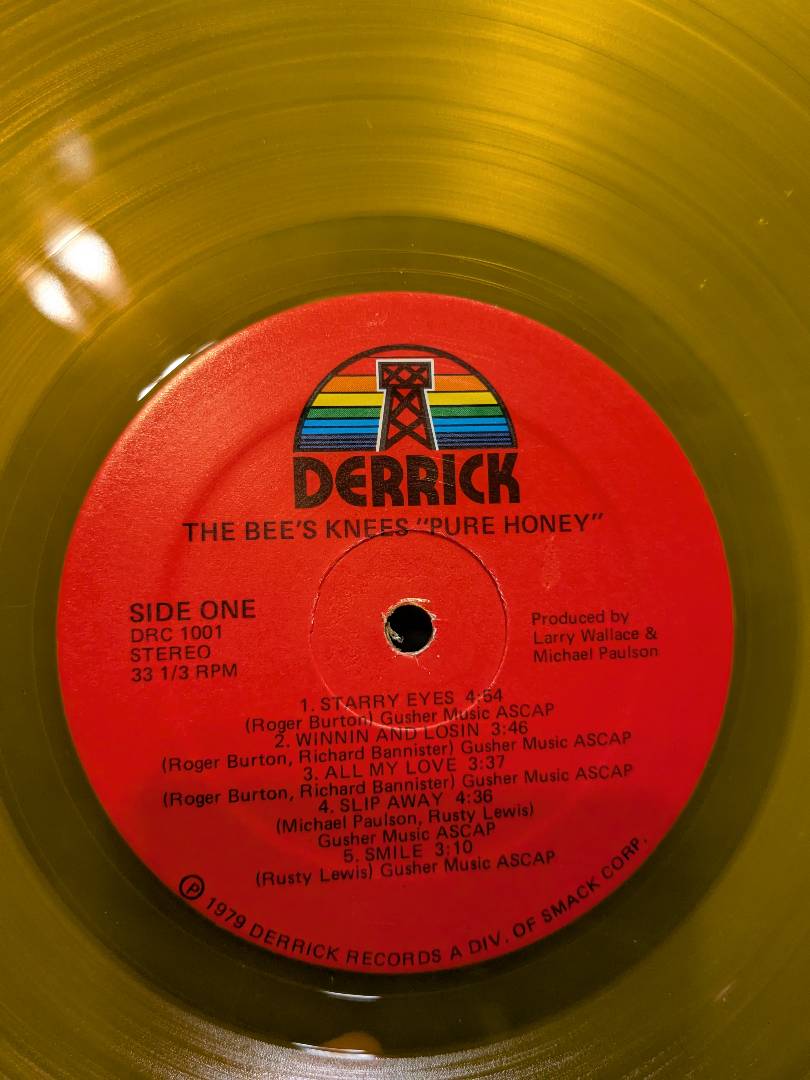 DERRICK
THE BEE'S KNEES "PURE HONEY"
SIDE ONE
DRC 1001
STEREO
33 1/3 RPM
Produced by
Larry Wallace &
Michael Paulson
1. STARRY EYES 4:54
(Roger Burton) Gusher Music ASCAP
2. WINNIN AND LOSIN 3:46
(Roger Burton, Richard Bannister) Gusher Music ASCAP
3. ALL MY LOVE 3:37
(Roger Burton, Richard Bannister) Gusher Music ASCAP
4. SLIP AWAY 4:36
(Michael Paulson, Rusty Lewis)
Gusher Music ASCAP
5. SMILE 3:10
(Rusty Lewis) Gusher Music ASCAP
℗ 1979 DERRICK RECORDS A DIV. OF SMACK CORP.